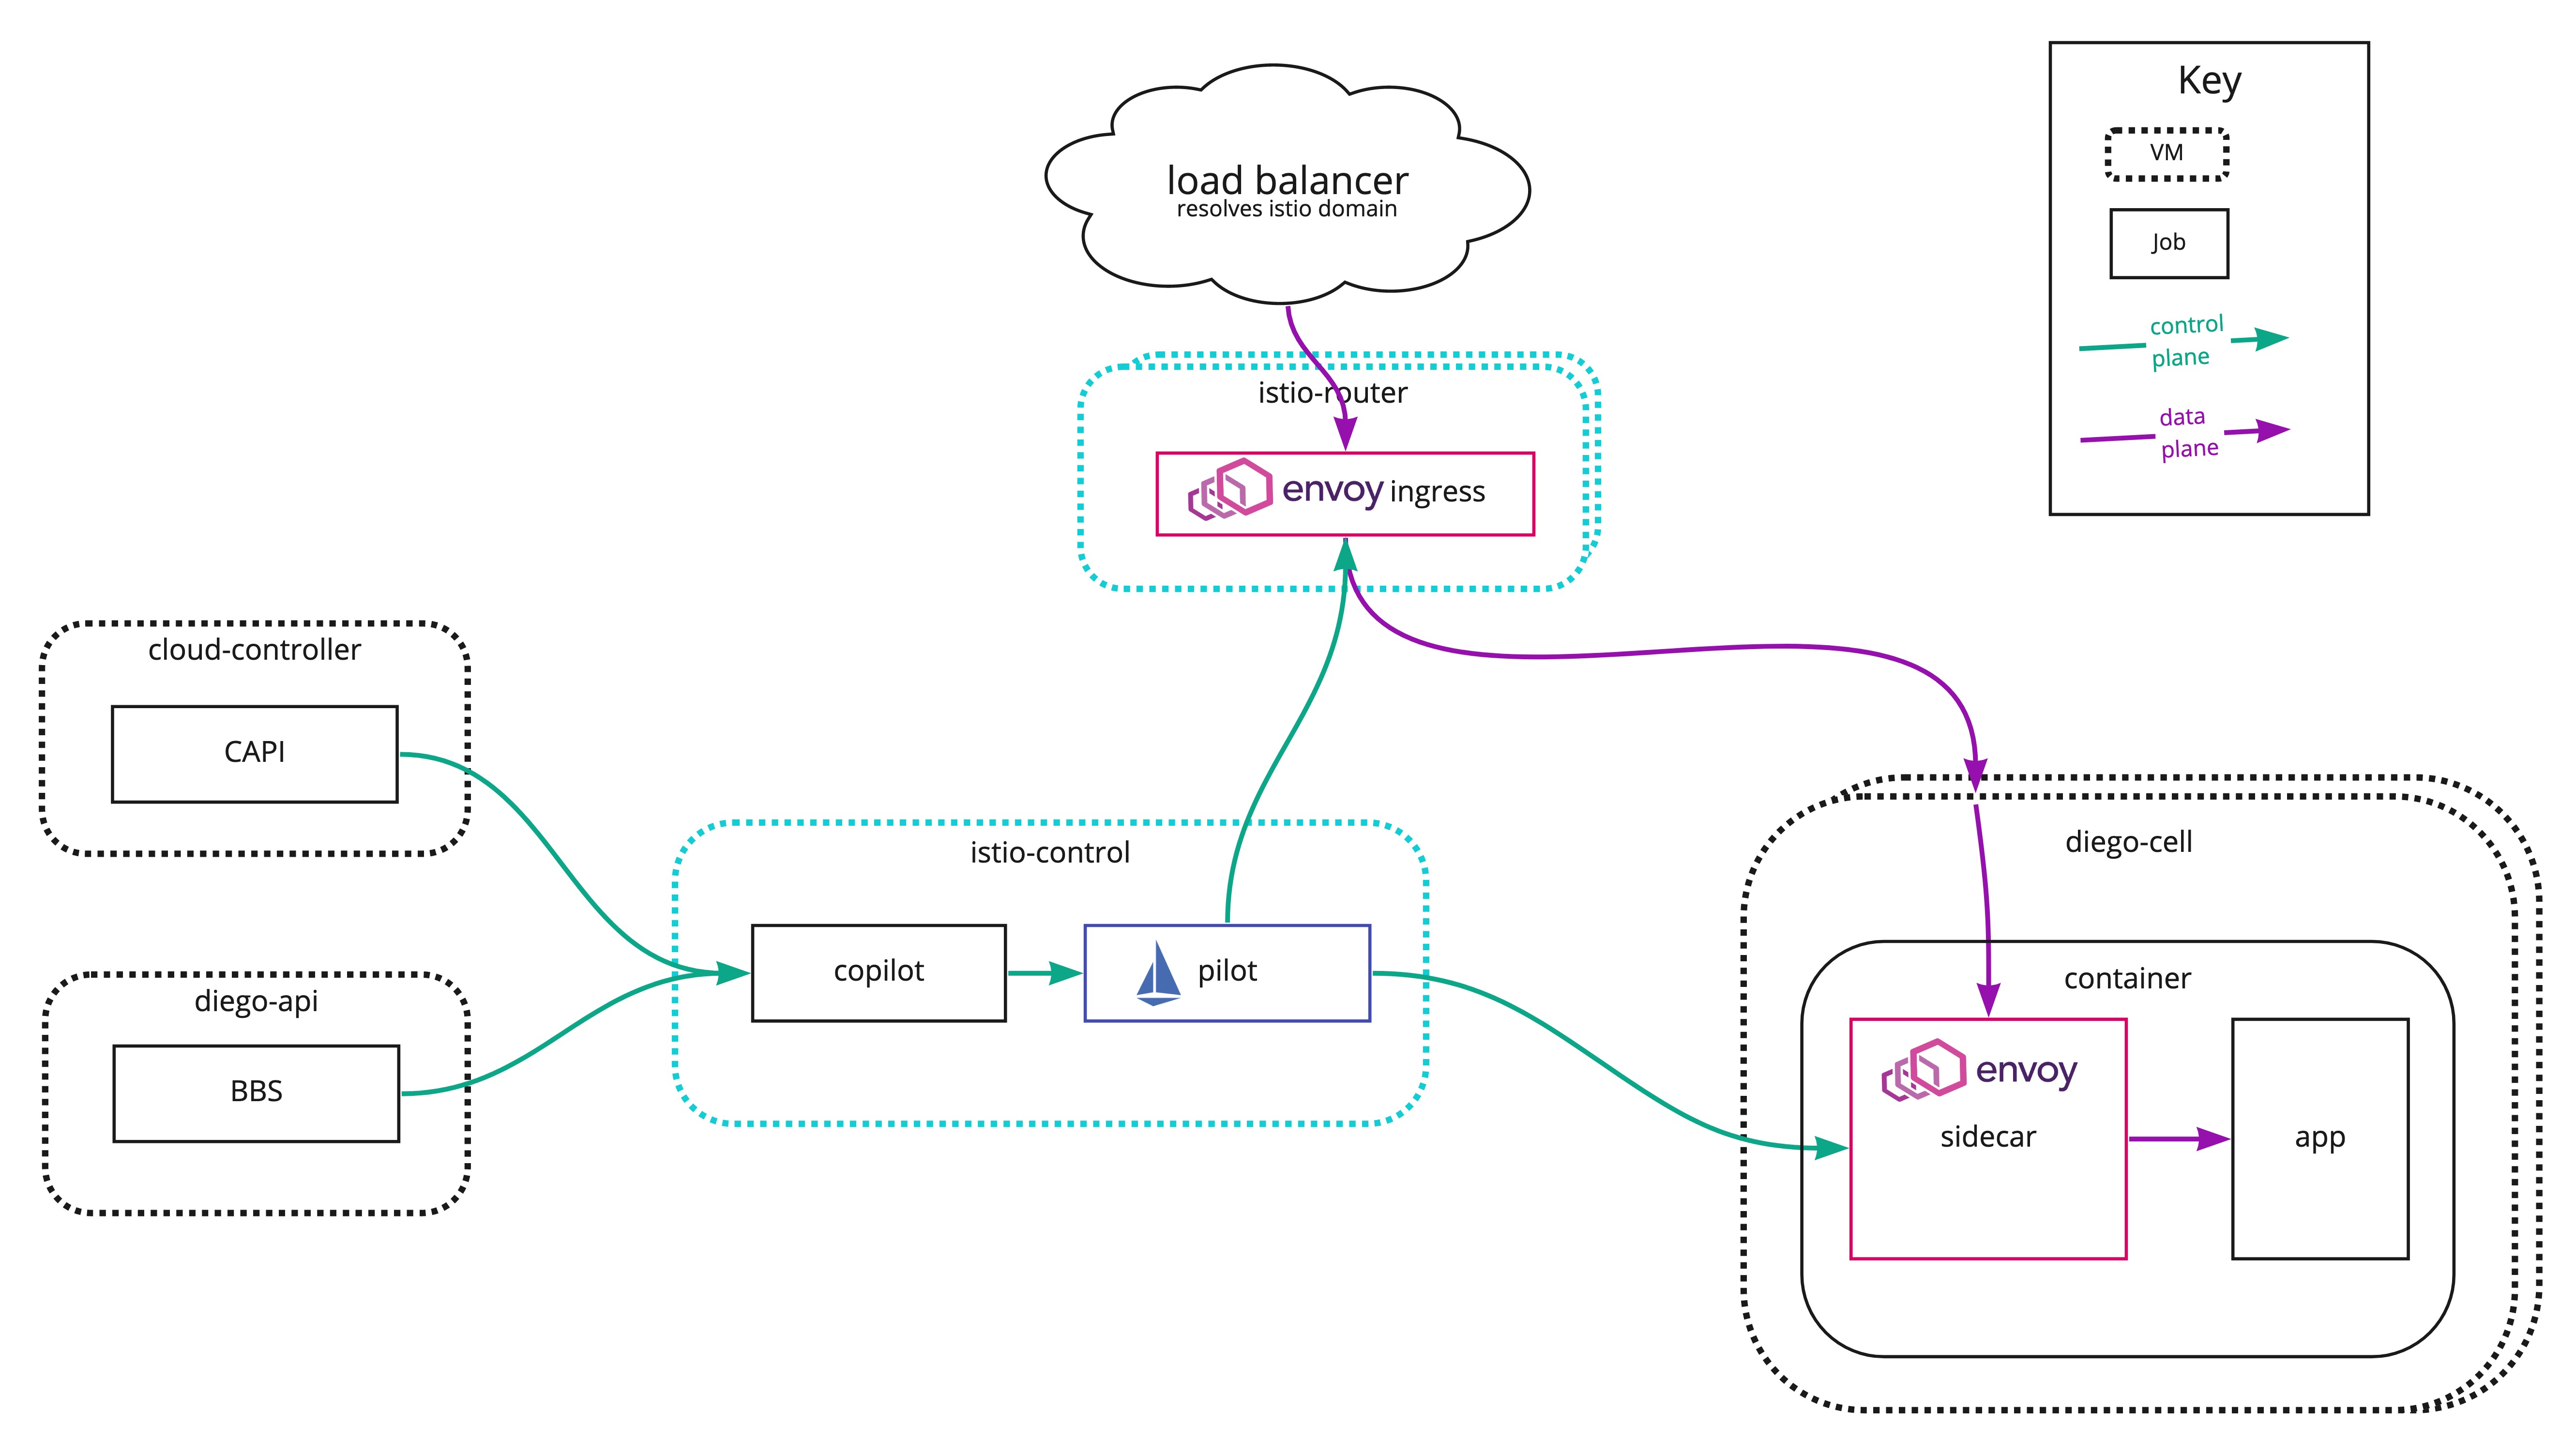 load balancer
resolves istio domain
Key
VM
Job
control
plane
data
plane
istio-router
envoy ingress
cloud-controller
CAPI
diego-api
BBS
istio-control
copilot
pilot
diego-cell
container
envoy
sidecar
app